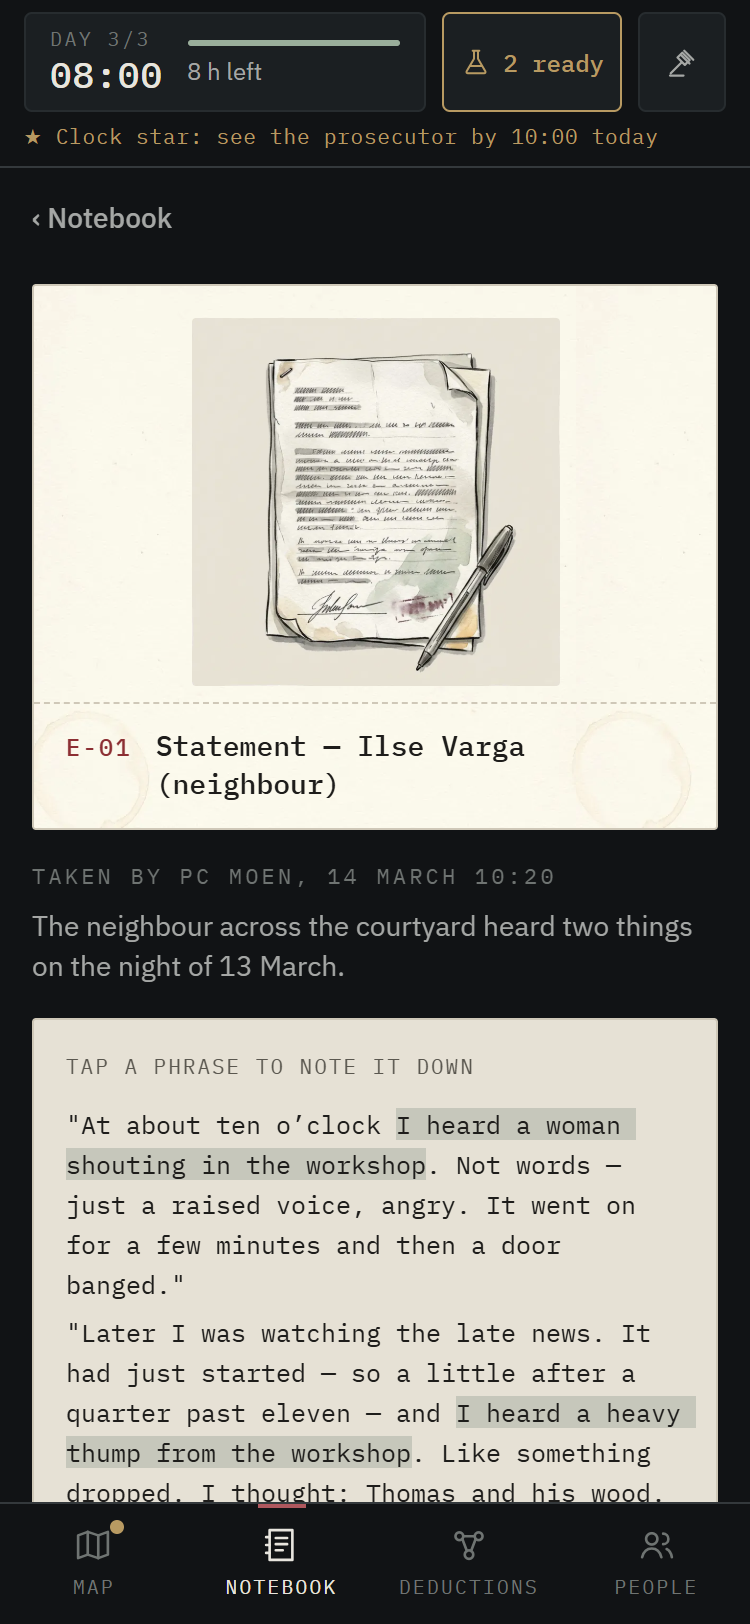 DAY 3/3
08:00
8 h left
2 ready
★ Clock star: see the prosecutor by 10:00 today
‹ Notebook
E-01 Statement — Ilse Varga
(neighbour)
TAKEN BY PC MOEN, 14 MARCH 10:20
The neighbour across the courtyard heard two things
on the night of 13 March.
TAP A PHRASE TO NOTE IT DOWN
"At about ten o’clock I heard a woman
shouting in the workshop. Not words —
just a raised voice, angry. It went on
for a few minutes and then a door
banged."
"Later I was watching the late news. It
had just started — so a little after a
quarter past eleven — and I heard a heavy
thump from the workshop. Like something
dropped. I thought: Thomas and his wood.
MAP
NOTEBOOK
DEDUCTIONS
PEOPLE